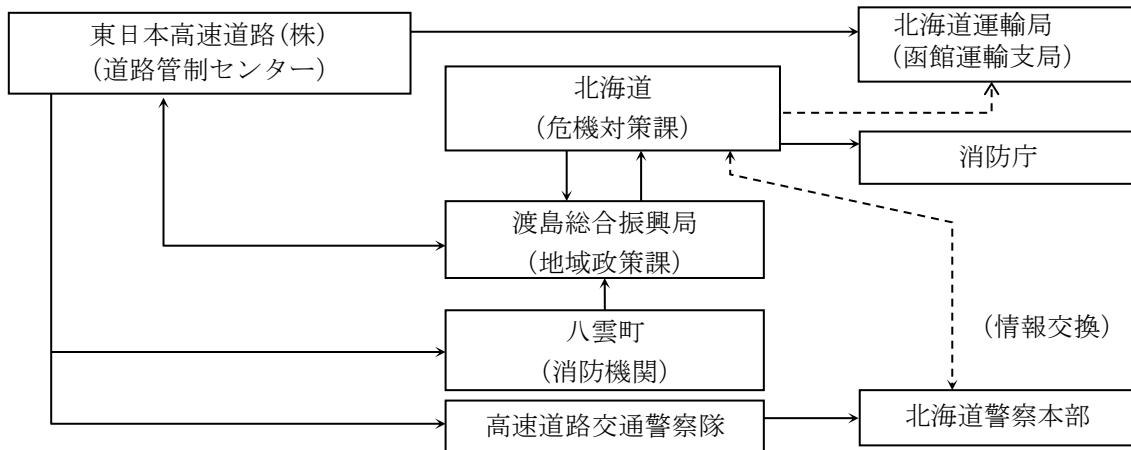 東日本高速道路(株)
(道路管制センター)
北海道運輸局
(函館運輸支局)
北海道
(危機対策課)
消防庁
渡島総合振興局
(地域政策課)
八雲町
(消防機関)
(情報交換)
高速道路交通警察隊
北海道警察本部